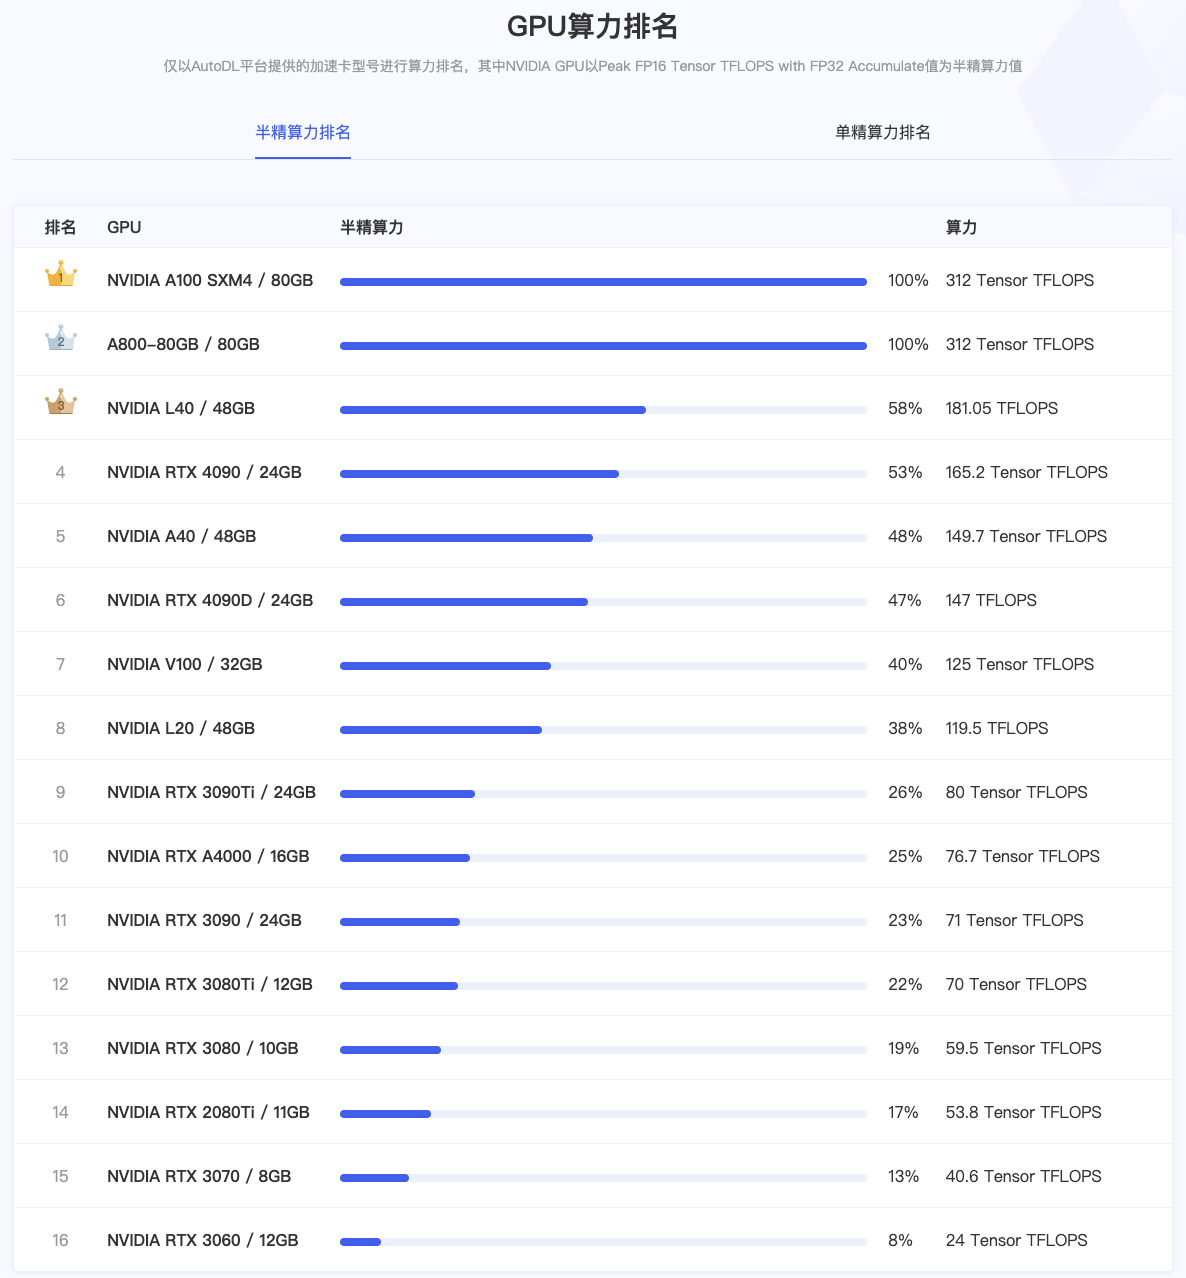 GPU算力排名
仅以AutoDL平台提供的加速卡型号进行算力排名，其中NVIDIA GPU以Peak FP16 Tensor TFLOPS with FP32 Accumulate值为半精算力值
半精算力排名 单精算力排名
排名 GPU 半精算力 算力
1 NVIDIA A100 SXM4 / 80GB 100% 312 Tensor TFLOPS
2 A800-80GB / 80GB 100% 312 Tensor TFLOPS
3 NVIDIA L40 / 48GB 58% 181.05 TFLOPS
4 NVIDIA RTX 4090 / 24GB 53% 165.2 Tensor TFLOPS
5 NVIDIA A40 / 48GB 48% 149.7 Tensor TFLOPS
6 NVIDIA RTX 4090D / 24GB 47% 147 TFLOPS
7 NVIDIA V100 / 32GB 40% 125 Tensor TFLOPS
8 NVIDIA L20 / 48GB 38% 119.5 TFLOPS
9 NVIDIA RTX 3090Ti / 24GB 26% 80 Tensor TFLOPS
10 NVIDIA RTX A4000 / 16GB 25% 76.7 Tensor TFLOPS
11 NVIDIA RTX 3090 / 24GB 23% 71 Tensor TFLOPS
12 NVIDIA RTX 3080Ti / 12GB 22% 70 Tensor TFLOPS
13 NVIDIA RTX 3080 / 10GB 19% 59.5 Tensor TFLOPS
14 NVIDIA RTX 2080Ti / 11GB 17% 53.8 Tensor TFLOPS
15 NVIDIA RTX 3070 / 8GB 13% 40.6 Tensor TFLOPS
16 NVIDIA RTX 3060 / 12GB 8% 24 Tensor TFLOPS